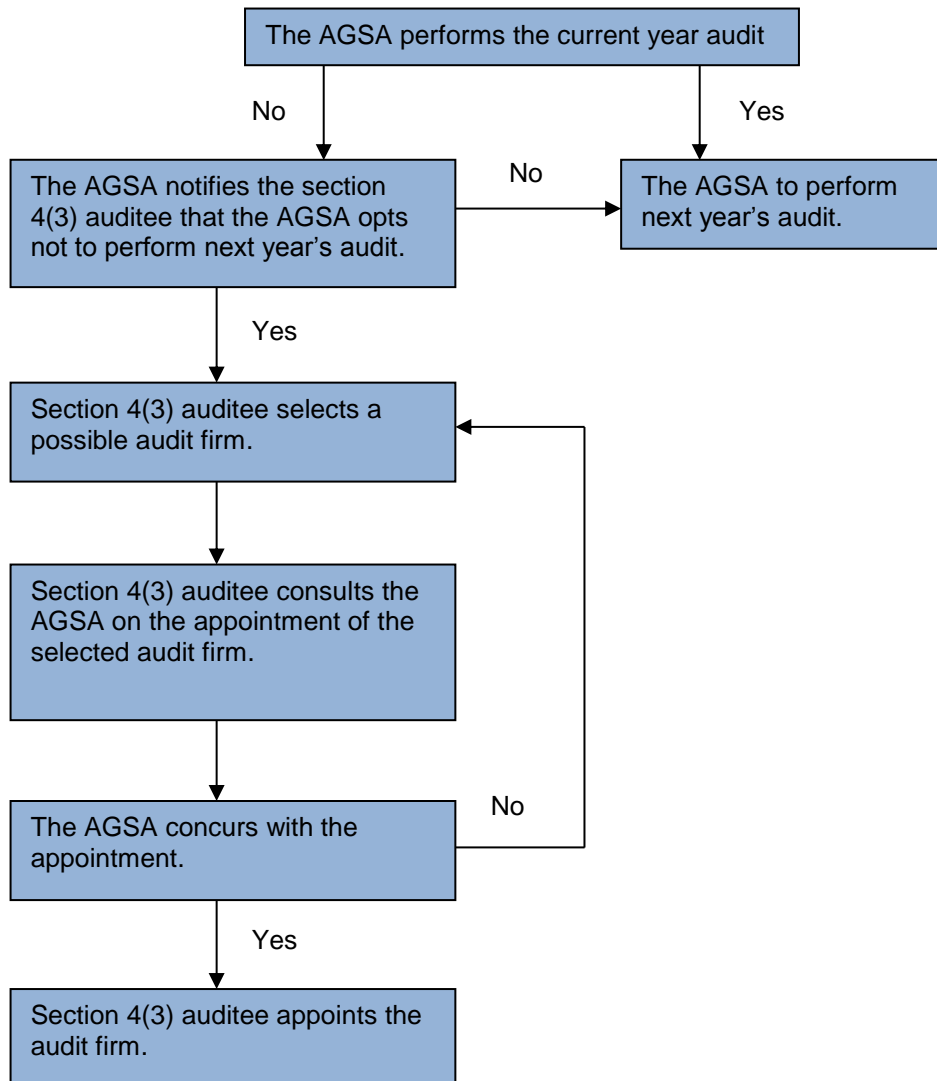 The AGSA performs the current year audit
No
Yes
The AGSA notifies the section
4(3) auditee that the AGSA opts
not to perform next year’s audit.
No
The AGSA to perform
next year’s audit.
Yes
Section 4(3) auditee selects a
possible audit firm.
Section 4(3) auditee consults the
AGSA on the appointment of the
selected audit firm.
The AGSA concurs with the
appointment.
No
Yes
Section 4(3) auditee appoints the
audit firm.